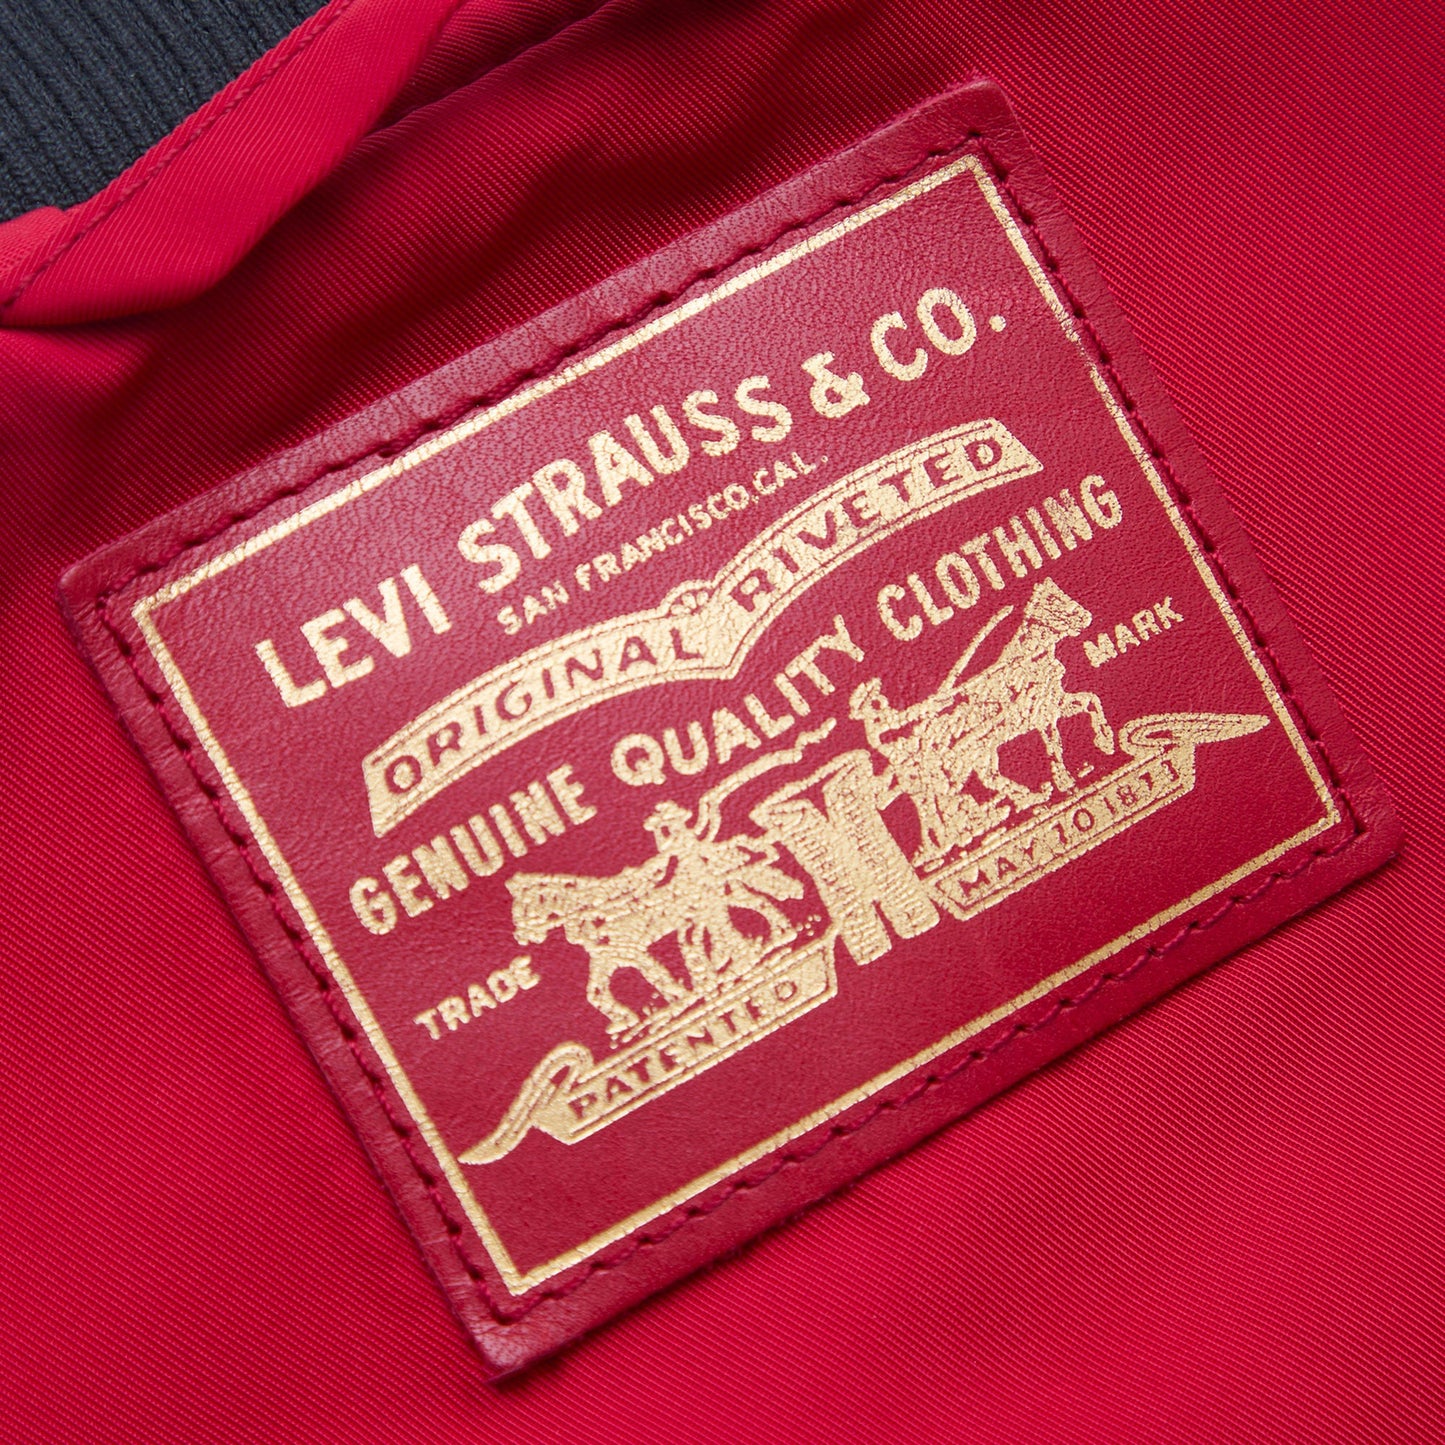 LEVI STRAUSS & CO.
SAN FRANCISCO, CAL.
ORIGINAL RIVETED
GENUINE QUALITY CLOTHING
TRADE MARK
PATENTED MAY 20 1873